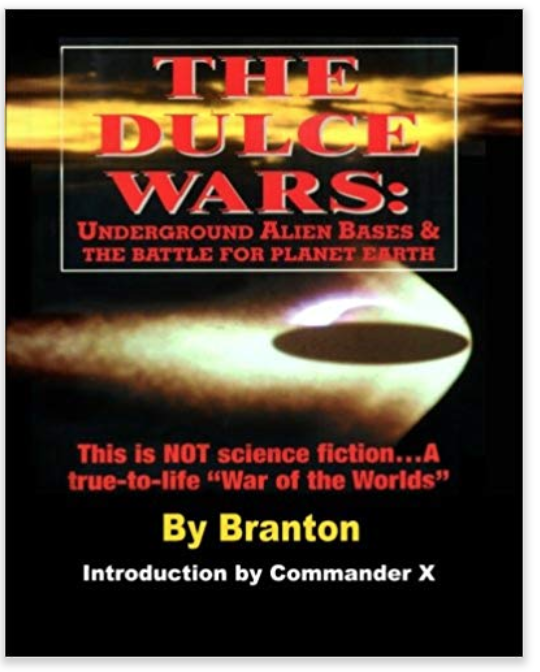 THE
DULCE
WARS:
UNDERGROUND ALIEN BASES &
THE BATTLE FOR PLANET EARTH
This is NOT science fiction...A
true-to-life “War of the Worlds”
By Branton
Introduction by Commander X